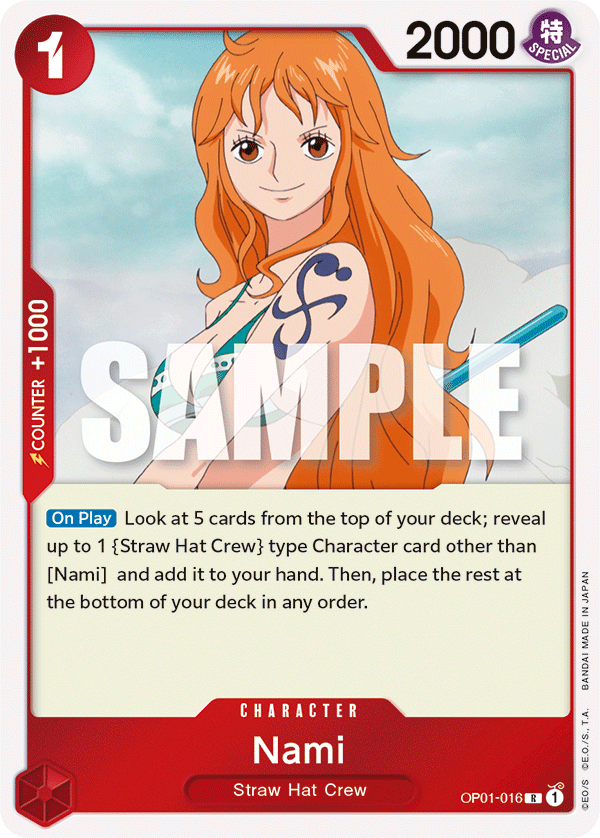 1
2000
特
SPECIAL
COUNTER +1000
SAMPLE
On Play Look at 5 cards from the top of your deck; reveal
up to 1 {Straw Hat Crew} type Character card other than
[Nami] and add it to your hand. Then, place the rest at
the bottom of your deck in any order.
CHARACTER
Nami
Straw Hat Crew
OP01-016 R 1
©EO/S ©E.O./S., T.A. BANDAI MADE IN JAPAN